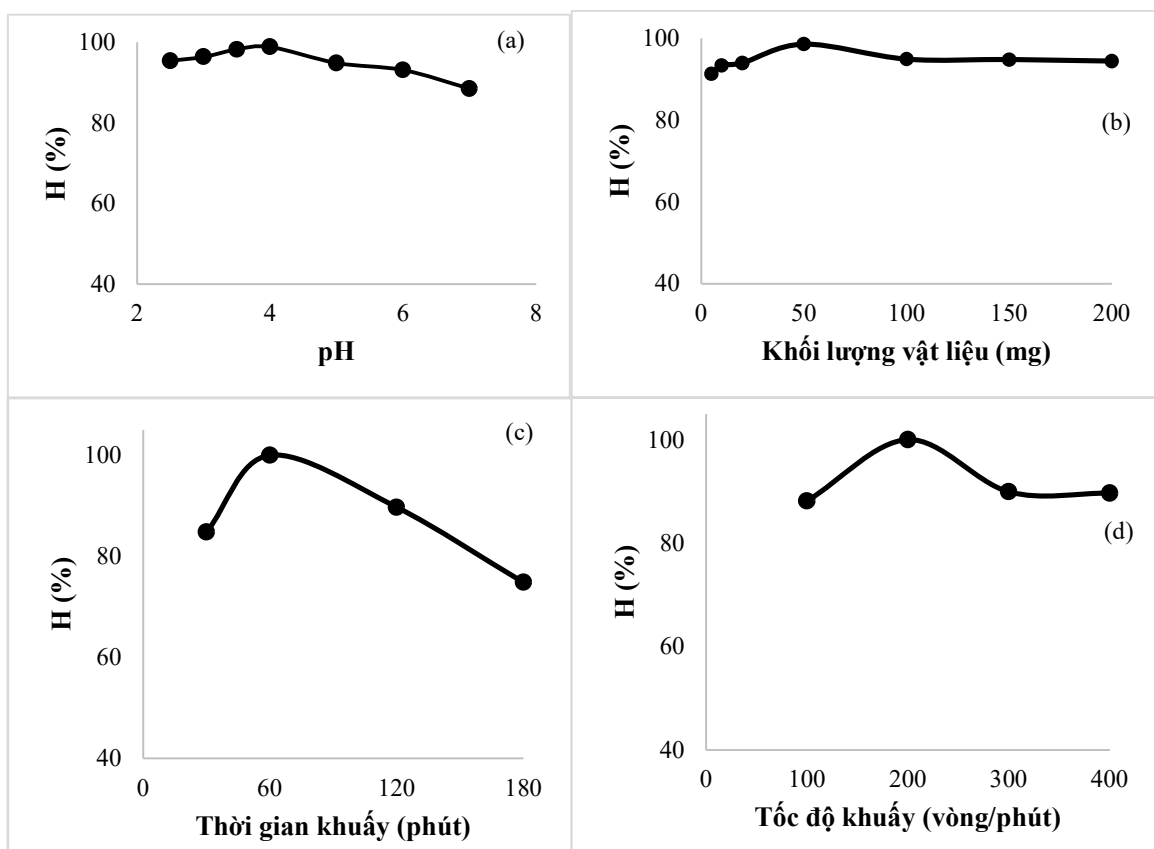 (a)
H (%)
100
80
60
40
2 4 6 8
pH
(b)
H (%)
100
80
60
40
0 50 100 150 200
Khối lượng vật liệu (mg)
(c)
H (%)
100
80
60
40
0 60 120 180
Thời gian khuấy (phút)
(d)
H (%)
100
80
60
40
0 100 200 300 400
Tốc độ khuấy (vòng/phút)